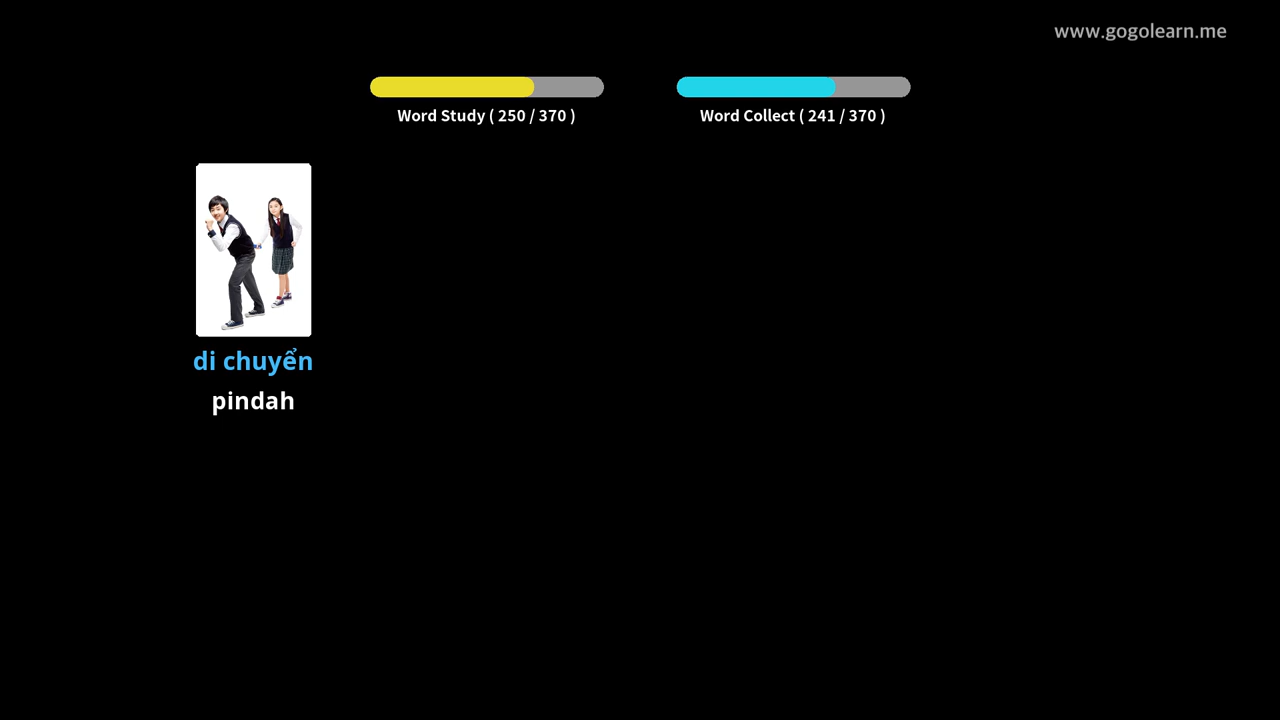 www.gogolearn.me
Word Study ( 250 / 370 )
Word Collect ( 241 / 370 )
di chuyển
pindah